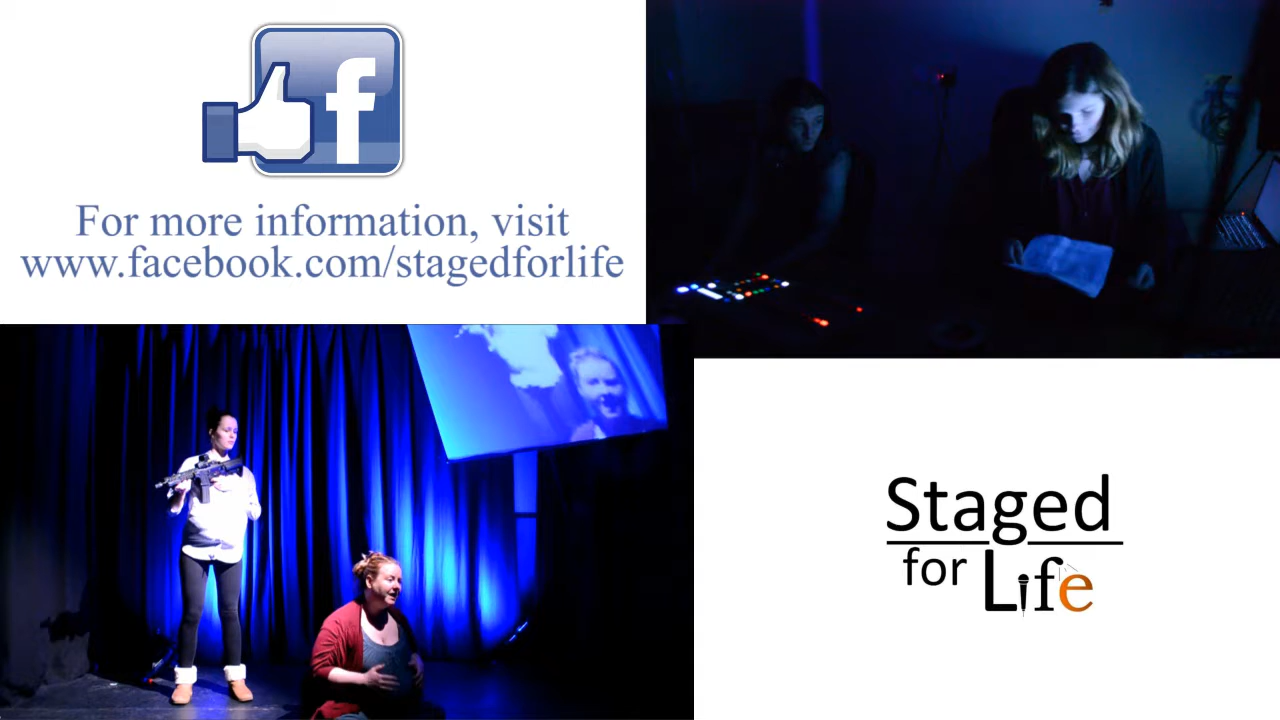 f
For more information, visit
www.facebook.com/stagedforlife
Staged
for Life